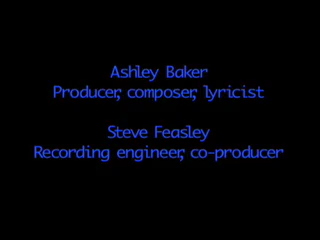 Ashley Baker
Producer, composer, lyricist
Steve Feasley
Recording engineer, co-producer